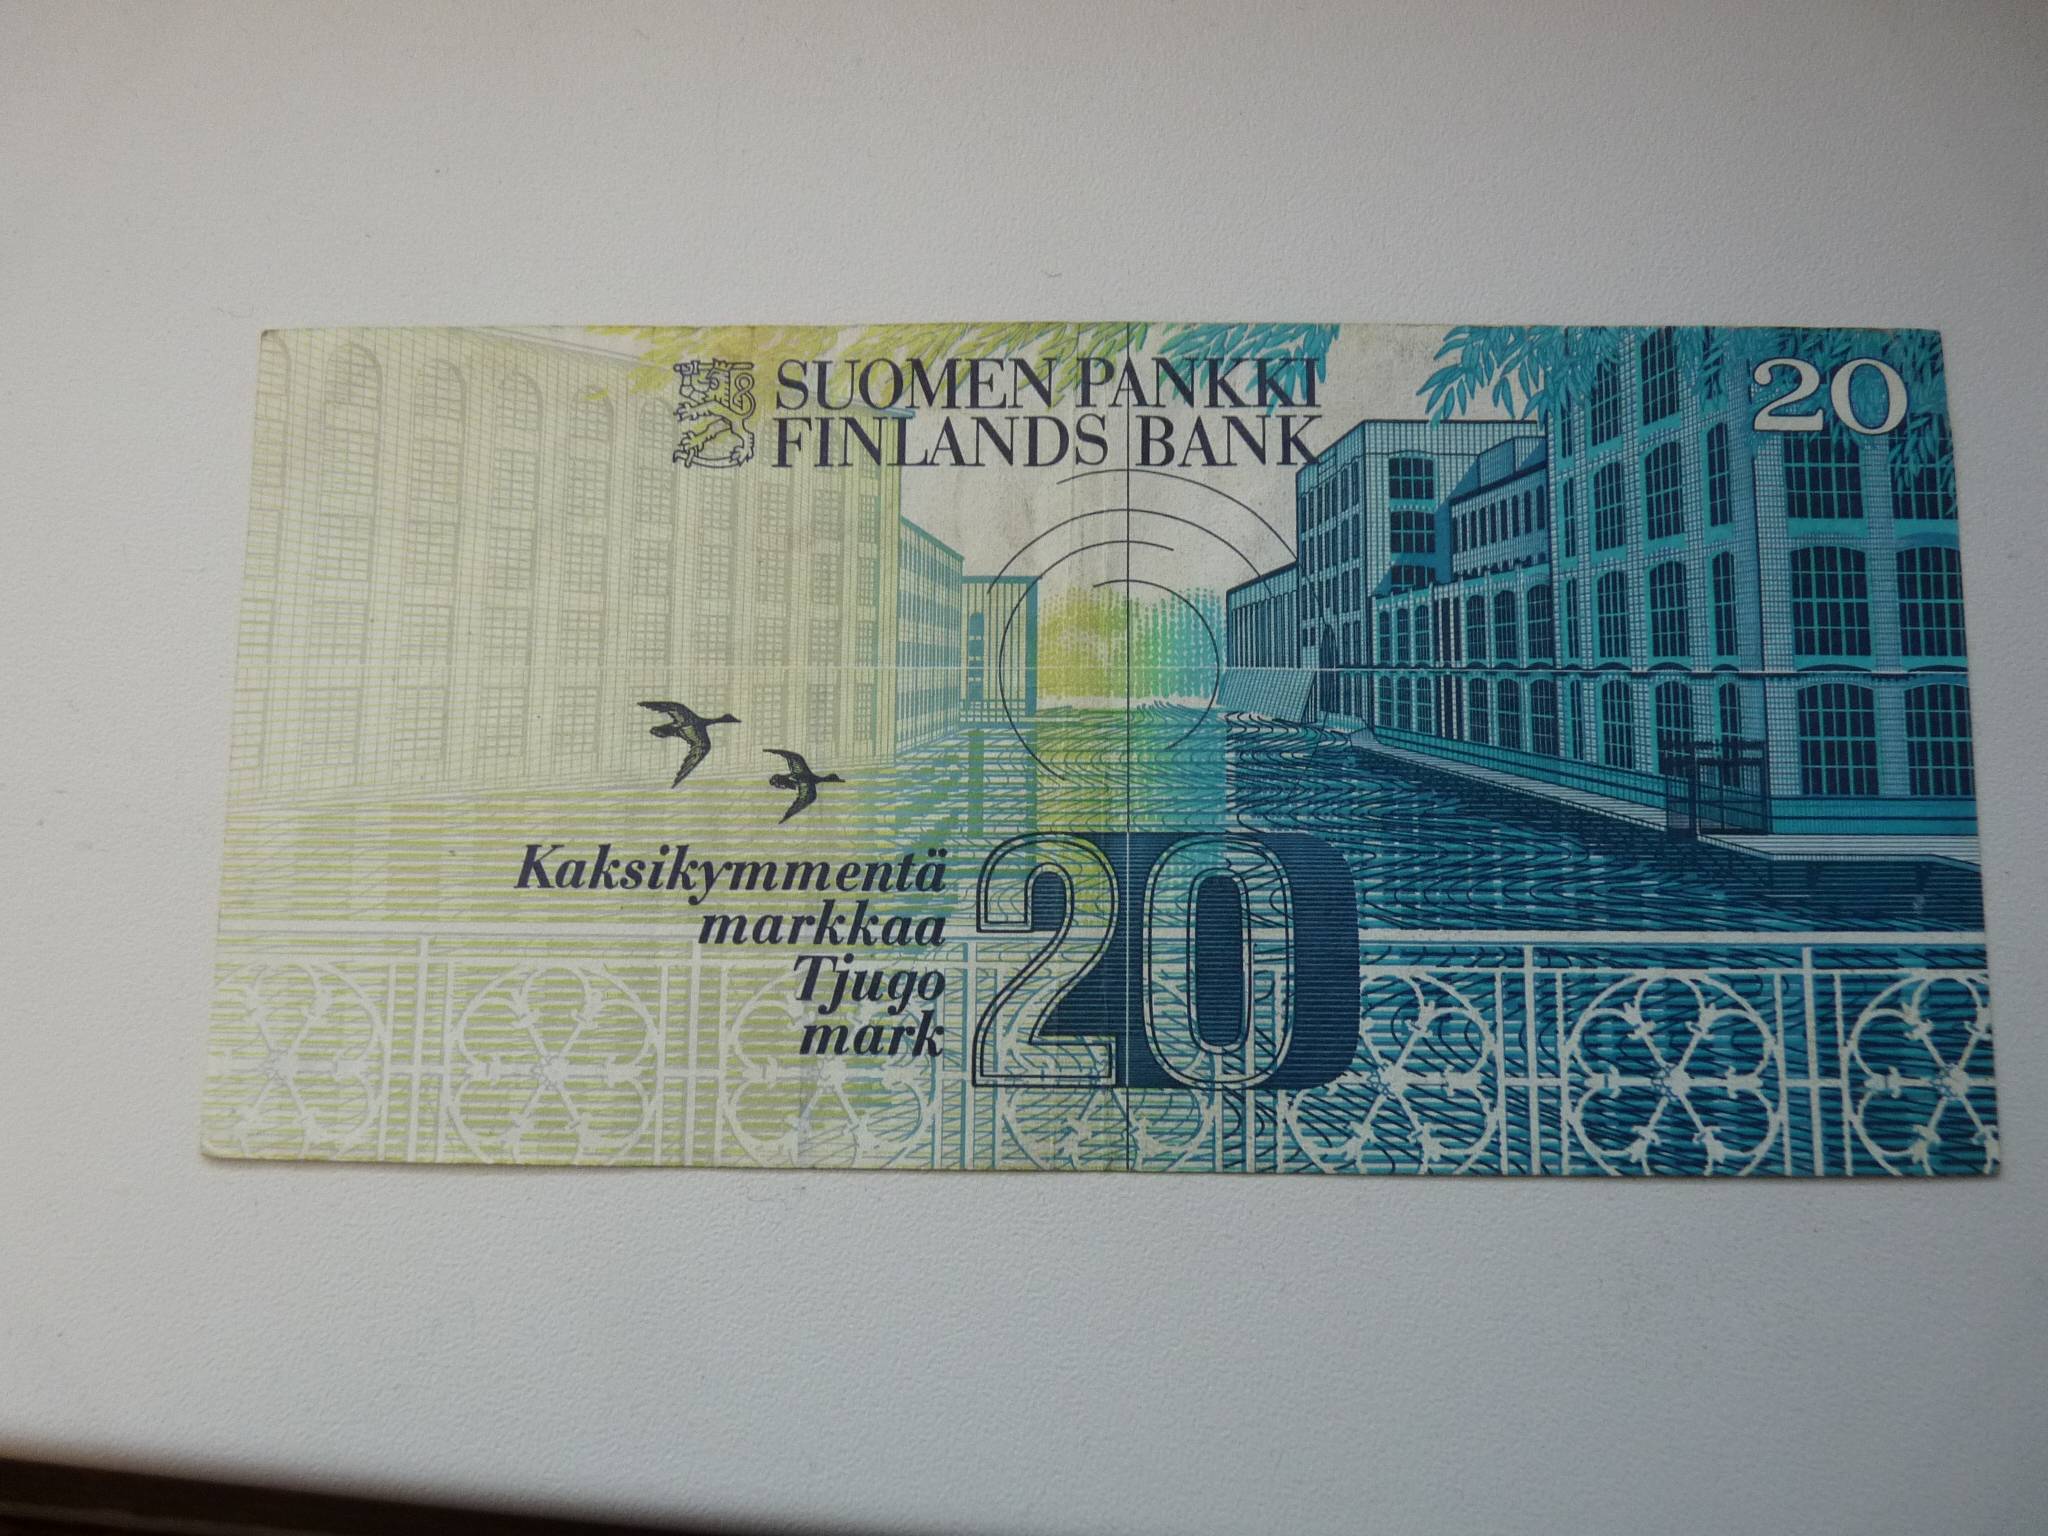 SUOMEN PANKKI
FINLANDS BANK
20
Kaksikymmentä
markkaa
Tjugo
mark
20